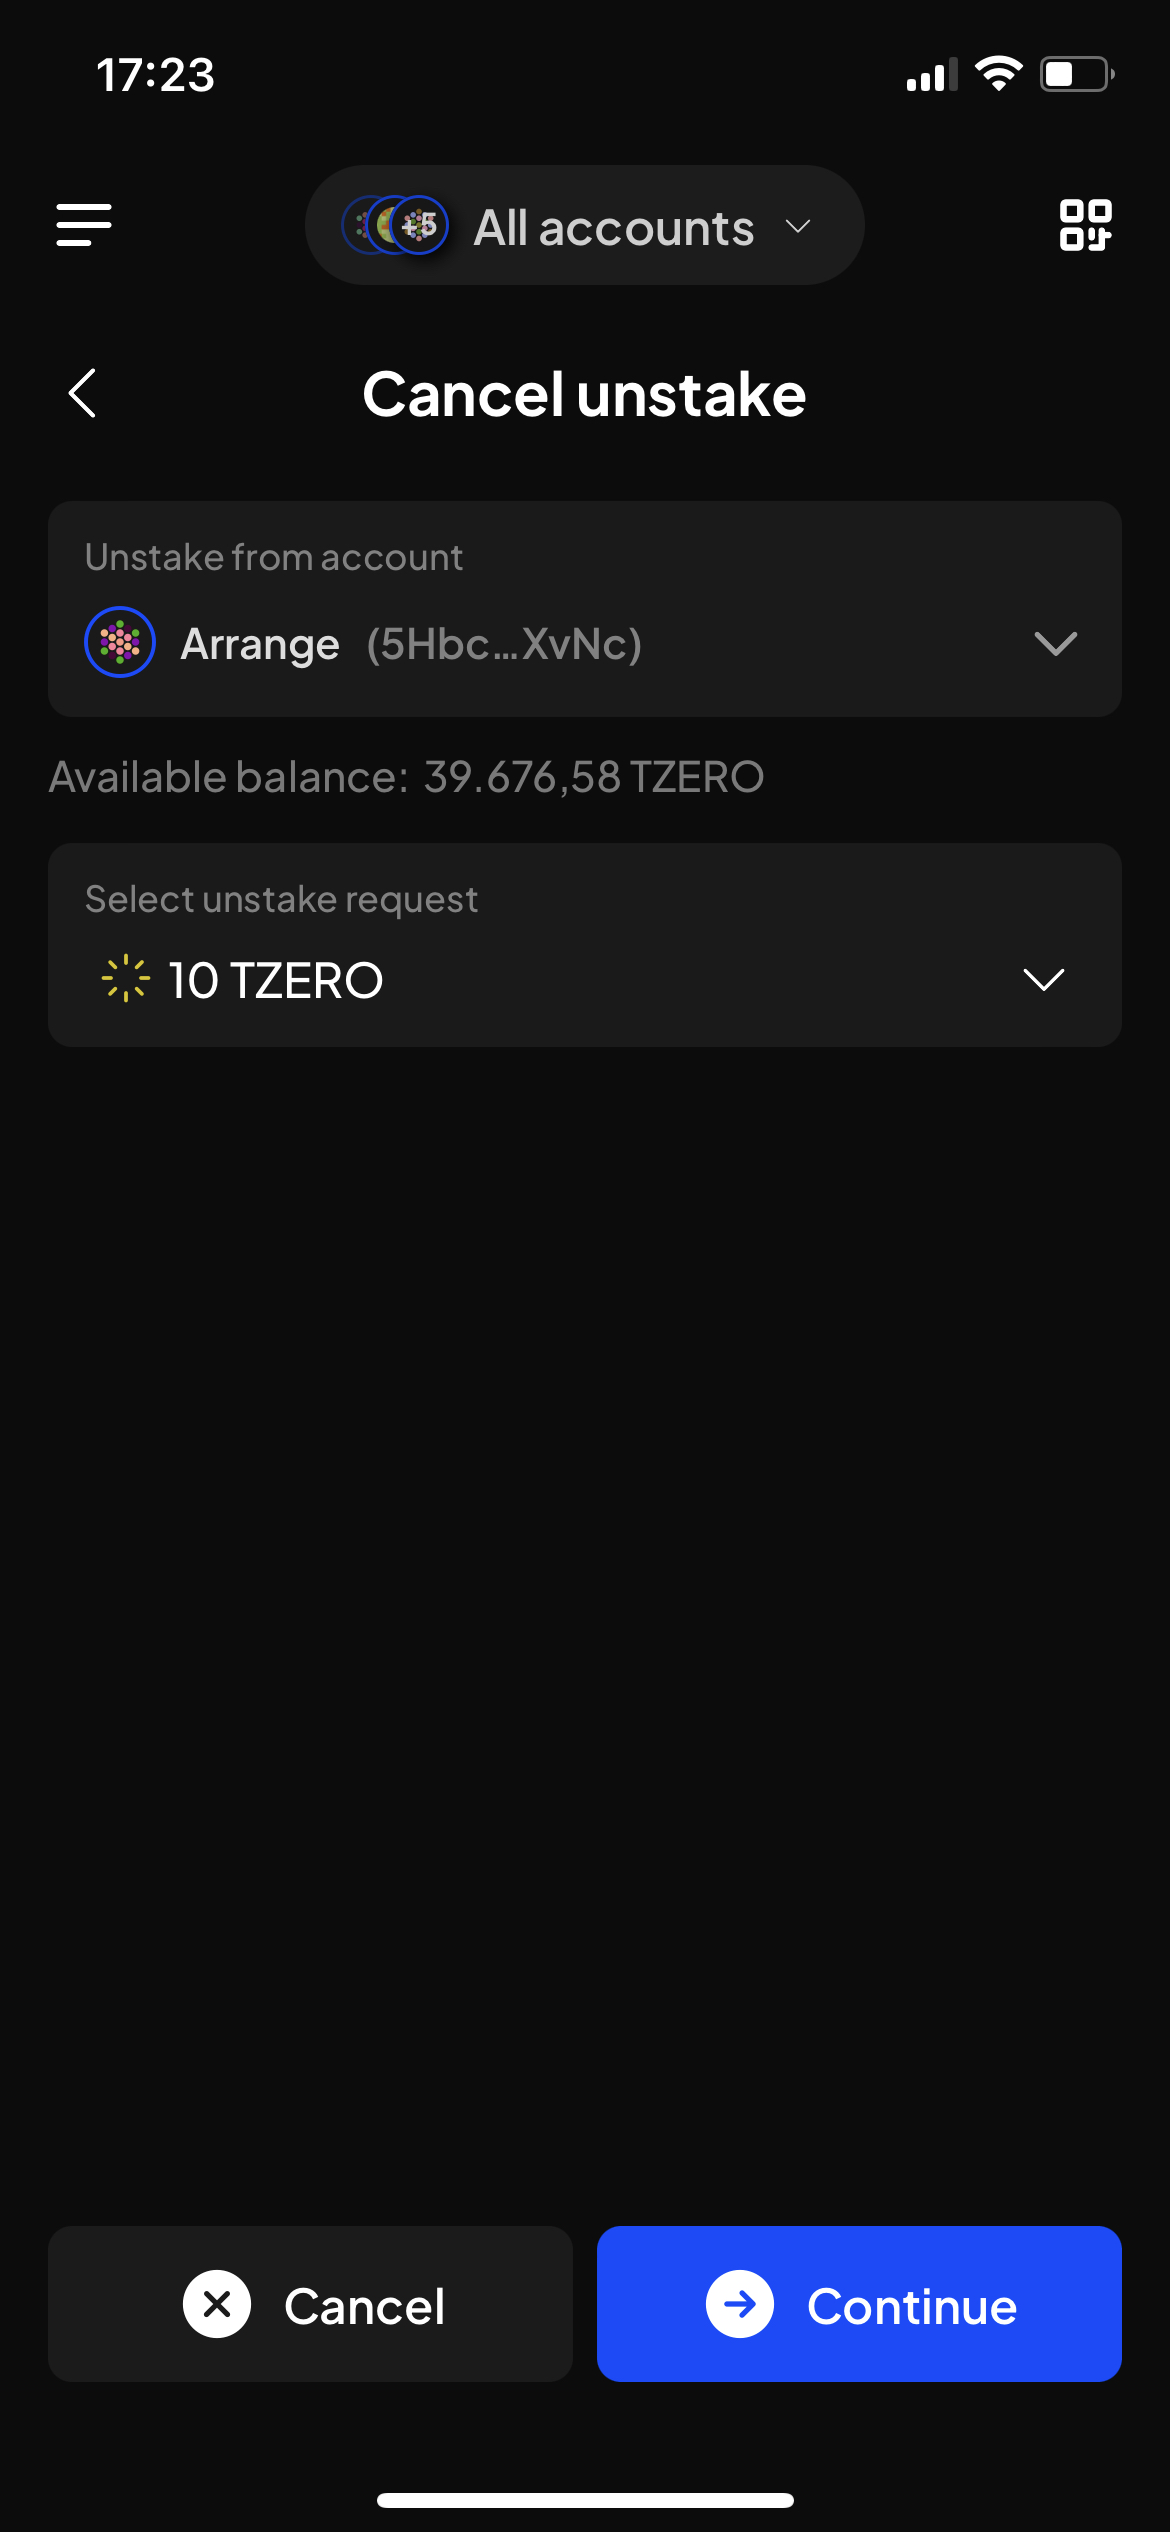 17:23
+5 All accounts
Cancel unstake
Unstake from account
Arrange (5Hbc...XvNc)
Available balance: 39.676,58 TZERO
Select unstake request
10 TZERO
Cancel
Continue